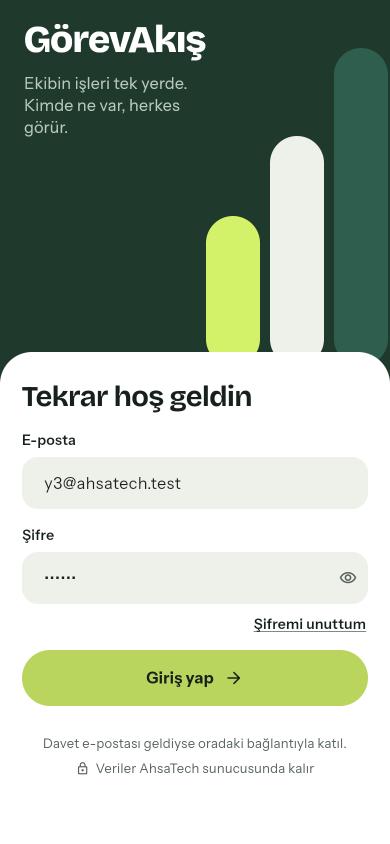 GörevAkış
Ekibin işleri tek yerde.
Kimde ne var, herkes
görür.
Tekrar hoş geldin
E-posta
y3@ahsatech.test
Şifre
••••••
Şifremi unuttum
Giriş yap →
Davet e-postası geldiyse oradaki bağlantıyla katıl.
Veriler AhsaTech sunucusunda kalır